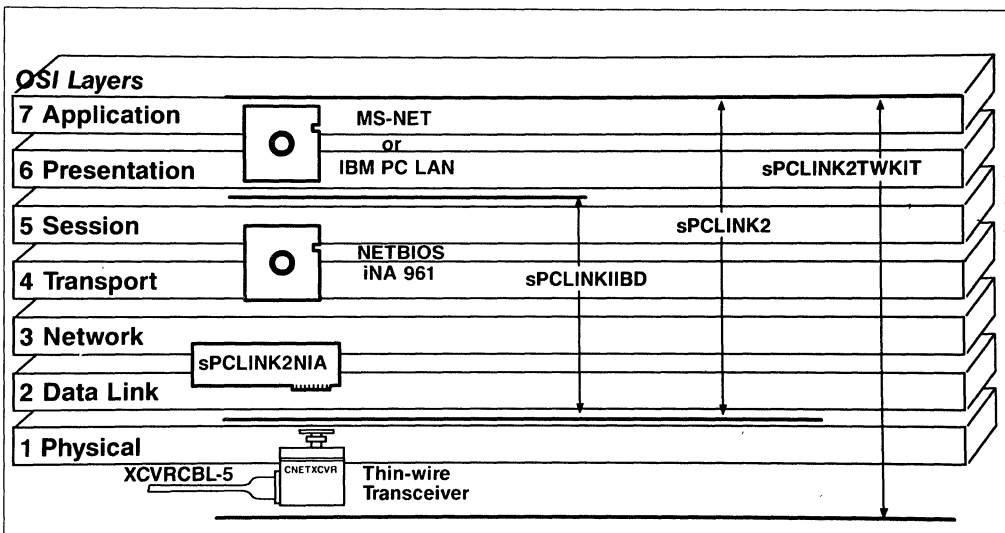 OSI Layers
7 Application
MS-NET
or
6 Presentation
IBM PC LAN
sPCLINK2TWKIT
5 Session
sPCLINK2
NETBIOS
iNA 961
4 Transport
sPCLINKIIBD
3 Network
sPCLINK2NIA
2 Data Link
1 Physical
XCVRCBL-5
CNETXCVR
Thin-wire
Transceiver